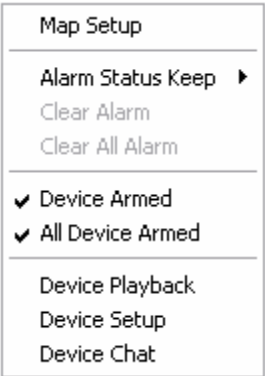 Map Setup
Alarm Status Keep
Clear Alarm
Clear All Alarm
Device Armed
All Device Armed
Device Playback
Device Setup
Device Chat